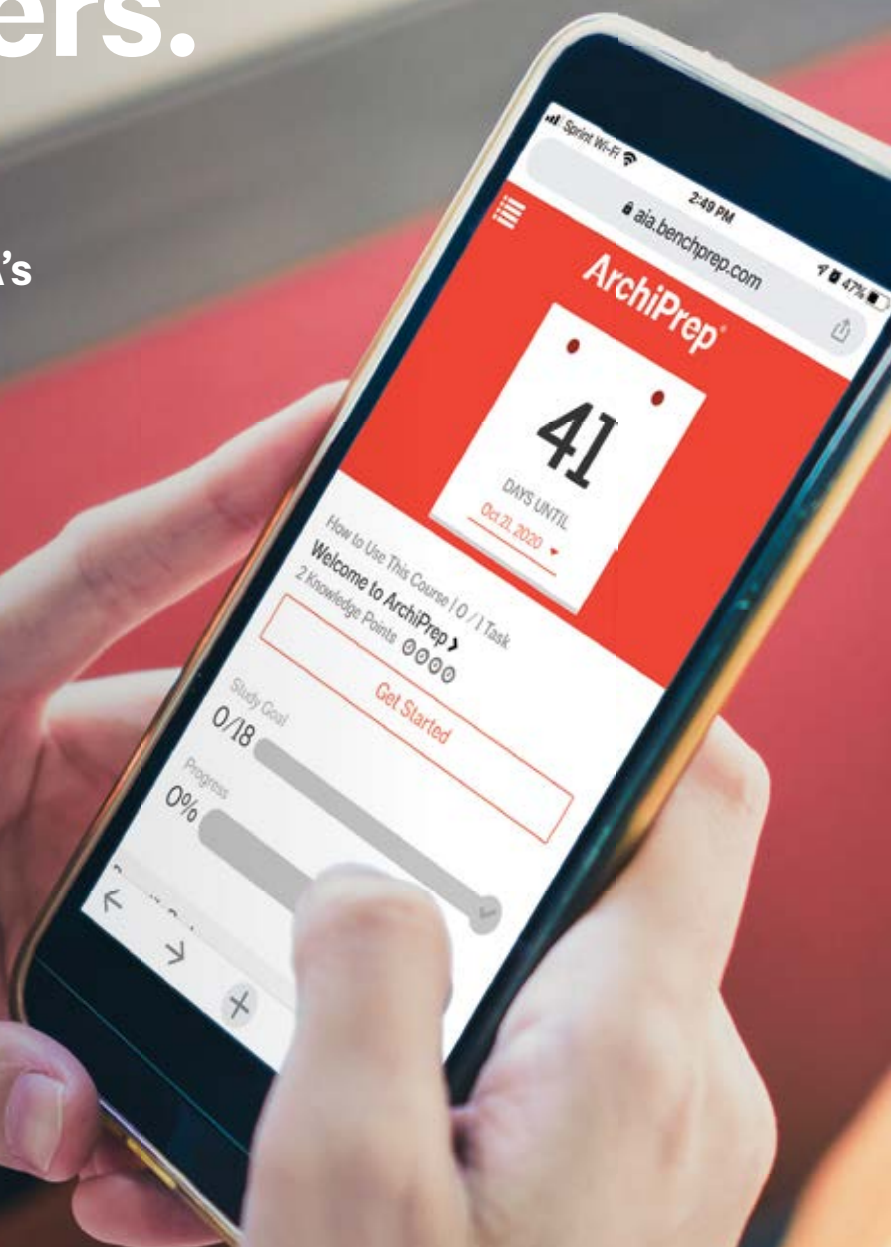 ers.
A's
Sprint Wi-Fi
2:49 PM
47%
aia.benchprep.com
ArchiPrep®
41
DAYS UNTIL
Oct 21, 2020
How to Use This Course | 0 / 1 Task
Welcome to ArchiPrep ❯
2 Knowledge Points
Get Started
Study Goal
0/18
Progress
0%